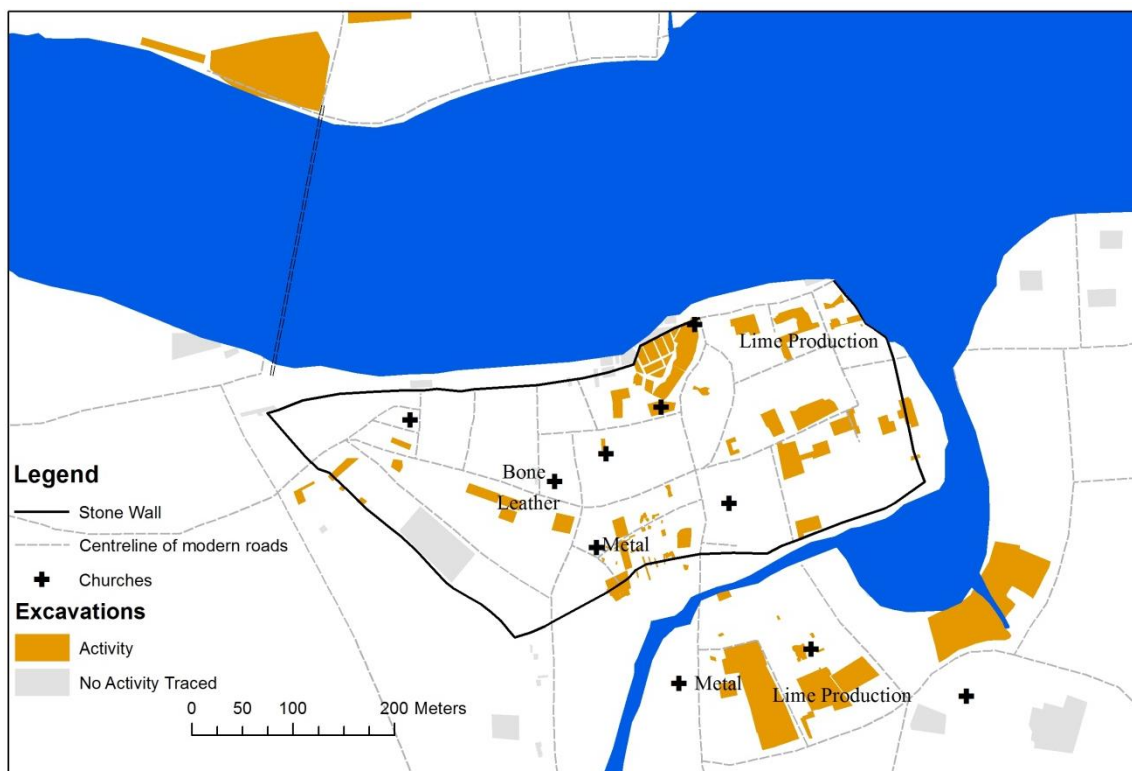 Lime Production
Bone
Leather
Metal
Metal
Lime Production
Legend
Stone Wall
Centreline of modern roads
Churches
Excavations
Activity
No Activity Traced
0 50 100 200 Meters